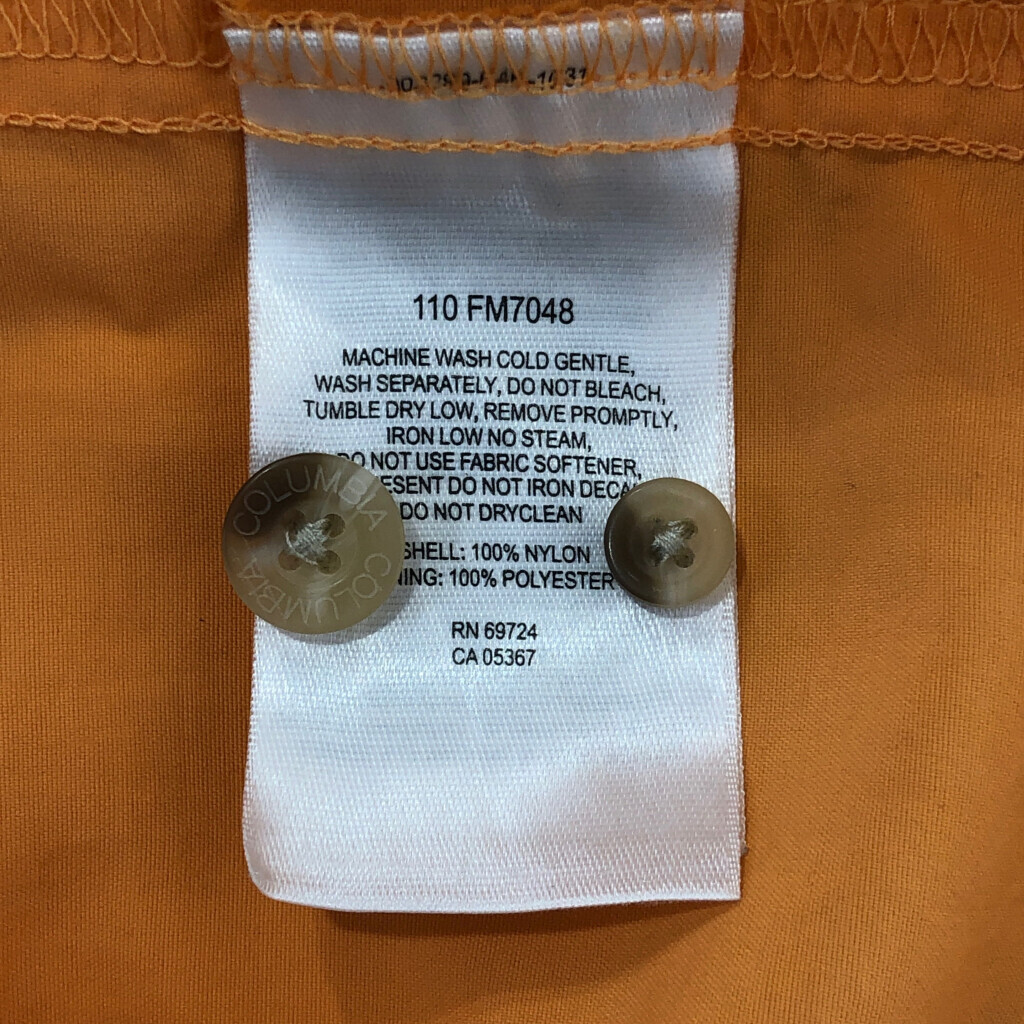 110 FM7048
MACHINE WASH COLD GENTLE,
WASH SEPARATELY, DO NOT BLEACH,
TUMBLE DRY LOW, REMOVE PROMPTLY,
IRON LOW NO STEAM,
DO NOT USE FABRIC SOFTENER,
DO NOT IRON
DO NOT DRYCLEAN
SHELL: 100% NYLON
100% POLYESTER
RN 69724
CA 05367
COLUMBIA COLUMBIA